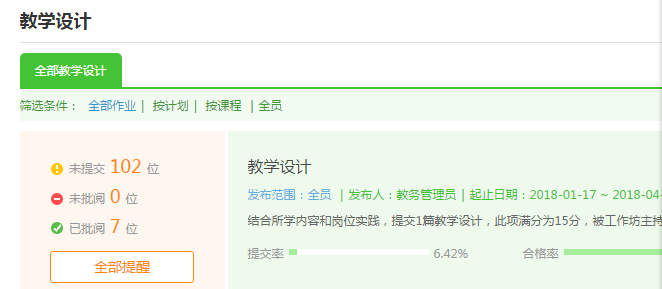 教学设计
全部教学设计
筛选条件： 全部作业 | 按计划 | 按课程 | 全员
未提交 102 位
未批阅 0 位
已批阅 7 位
全部提醒
教学设计
发布范围：全员 | 发布人：教务管理员 | 起止日期：2018-01-17 ~ 2018-04-
结合所学内容和岗位实践，提交1篇教学设计，此项满分为15分，被工作坊主持
提交率 6.42% 合格率